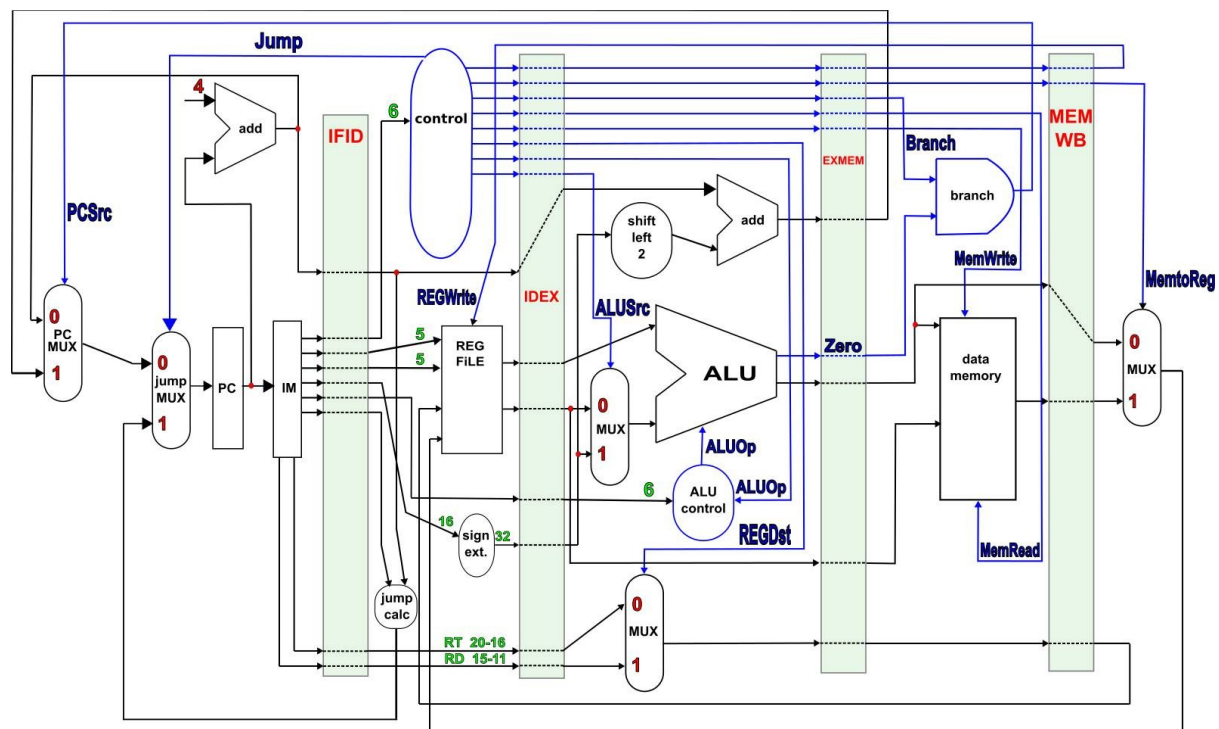 Jump
4
add
6
control
IFID
MEM
WB
EXMEM
Branch
branch
PCSrc
shift
left
2
add
MemWrite
MemtoReg
REGWrite
IDEX
ALUSrc
0
PC
MUX
1
0
jump
MUX
1
PC
IM
5
5
REG
FiLE
ALU
Zero
data
memory
0
MUX
1
0
MUX
1
ALUOp
ALUOp
6
ALU
control
16
sign
ext.
32
REGDst
MemRead
jump
calc
0
MUX
1
RT 20-16
RD 15-11